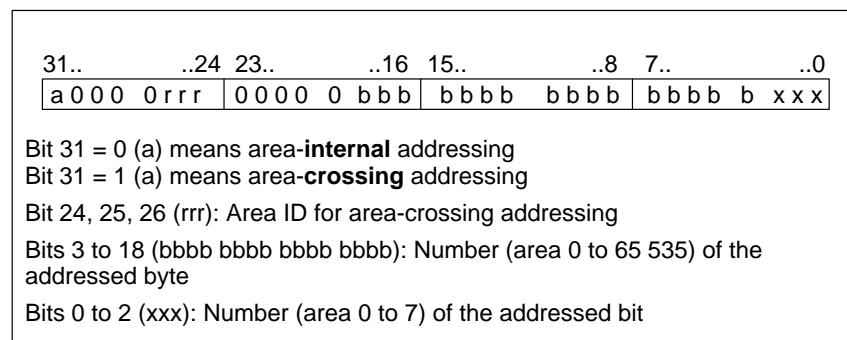 31.. ..24 23.. ..16 15.. ..8 7.. ..0
a 0 0 0 0 r r r 0 0 0 0 0 b b b b b b b b b b b b b b b b x x x
Bit 31 = 0 (a) means area-internal addressing
Bit 31 = 1 (a) means area-crossing addressing
Bit 24, 25, 26 (rrr): Area ID for area-crossing addressing
Bits 3 to 18 (bbbb bbbb bbbb bbbb): Number (area 0 to 65 535) of the
addressed byte
Bits 0 to 2 (xxx): Number (area 0 to 7) of the addressed bit